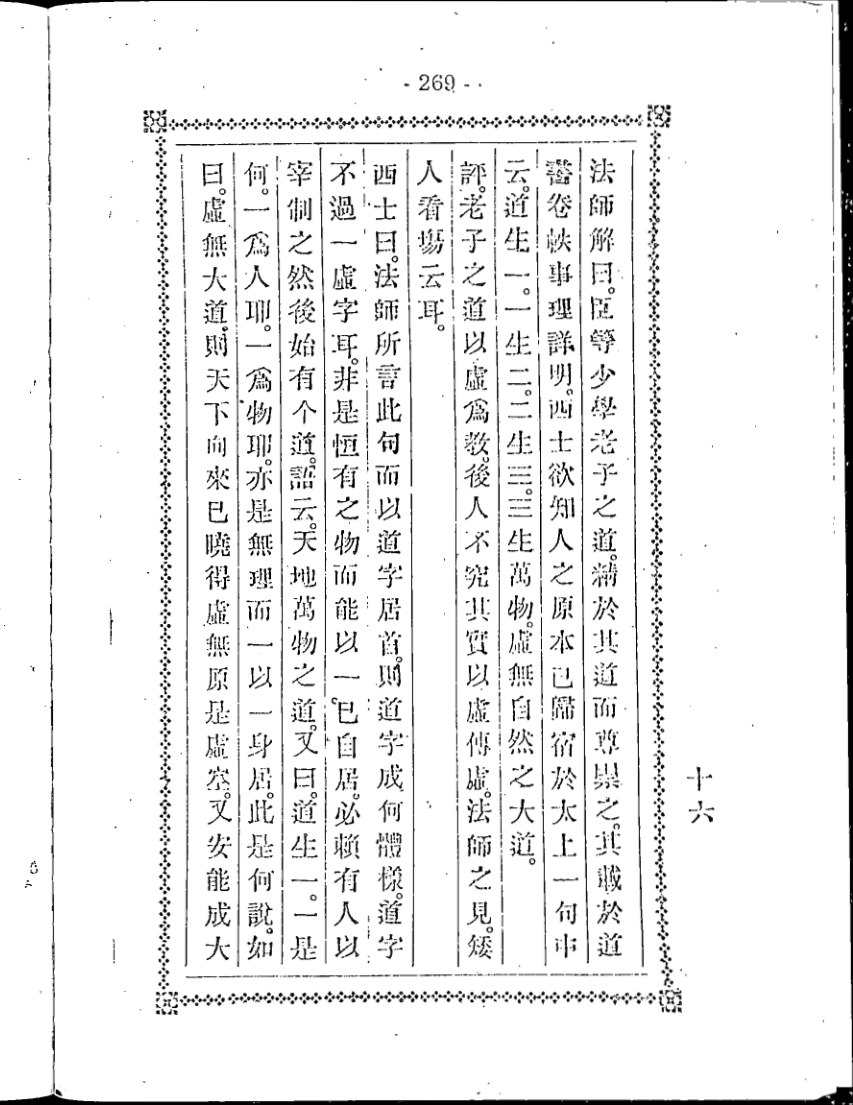 - 269 -
十六
法師解曰。臣等少學老子之道。精於其道而尊崇之。其載於道
書卷帙事理詳明。西士欲知人之原本已歸宿於太上一句中
云。道生一。一生二。二生三。三生萬物。虛無自然之大道。
評。老子之道以虛爲教。後人不究其實以虛傳虛。法師之見。矮
人看場云耳。
西士曰。法師所言此句而以道字居首。則道字成何體樣。道字
不過一虛字耳。非是恒有之物而能以一。已自居。必賴有人以
宰制之然後始有个道。語云。天地萬物之道。又曰。道生一。一是
何。一爲人耶。一爲物耶。亦是無理而一以一身居。此是何說。如
曰。虛無大道。則天下向來已曉得虛無原是虛空。又安能成大